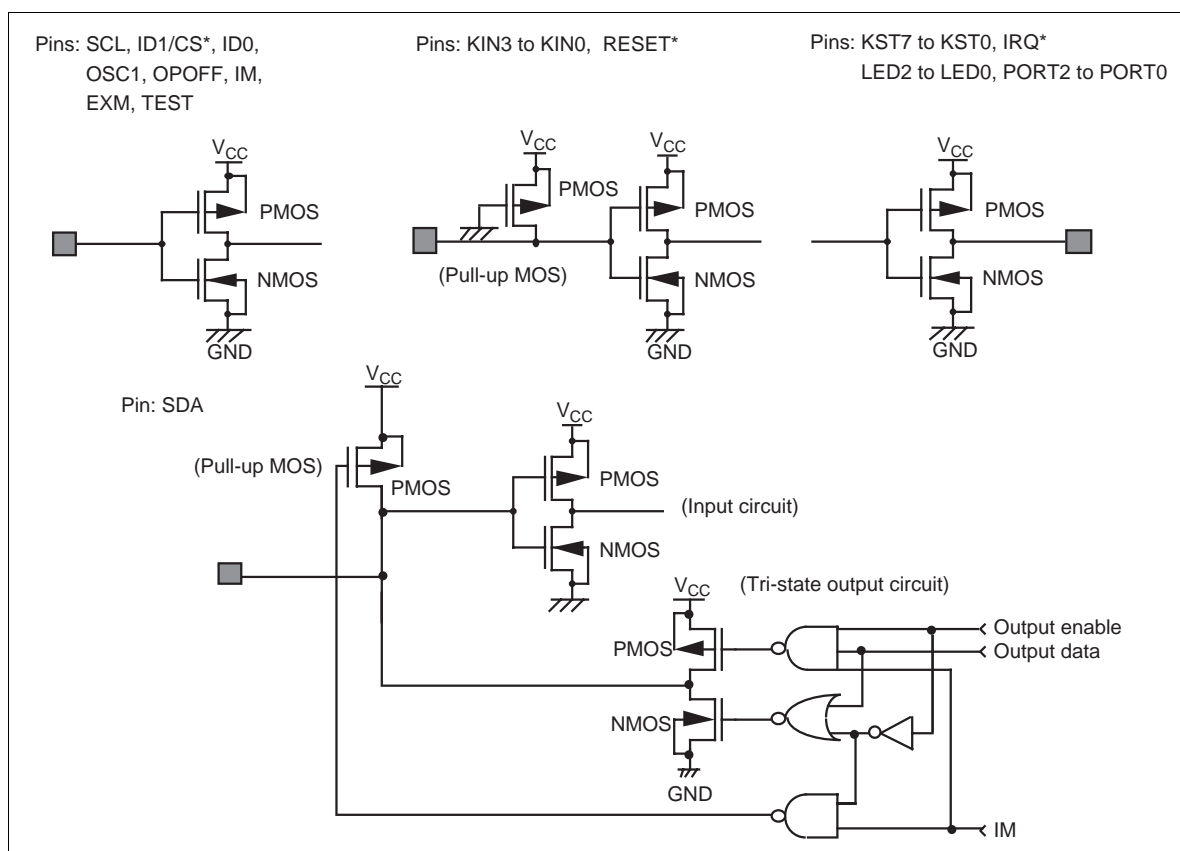 Pins: SCL, ID1/CS*, ID0,
OSC1, OPOFF, IM,
EXM, TEST
Pins: KIN3 to KIN0, RESET*
Pins: KST7 to KST0, IRQ*
LED2 to LED0, PORT2 to PORT0
VCC
PMOS
NMOS
GND
VCC
PMOS
(Pull-up MOS)
VCC
PMOS
NMOS
GND
VCC
PMOS
NMOS
GND
Pin: SDA
VCC
(Pull-up MOS)
PMOS
VCC
PMOS
NMOS
(Input circuit)
(Tri-state output circuit)
VCC
PMOS
NMOS
GND
Output enable
Output data
IM